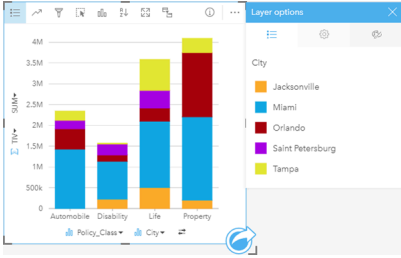 Layer options
City
Jacksonville
Miami
Orlando
Saint Petersburg
Tampa
4M
3.5M
3M
2.5M
2M
1.5M
1M
500k
0
SUM
TIV
Automobile Disability Life Property
Policy_Class City